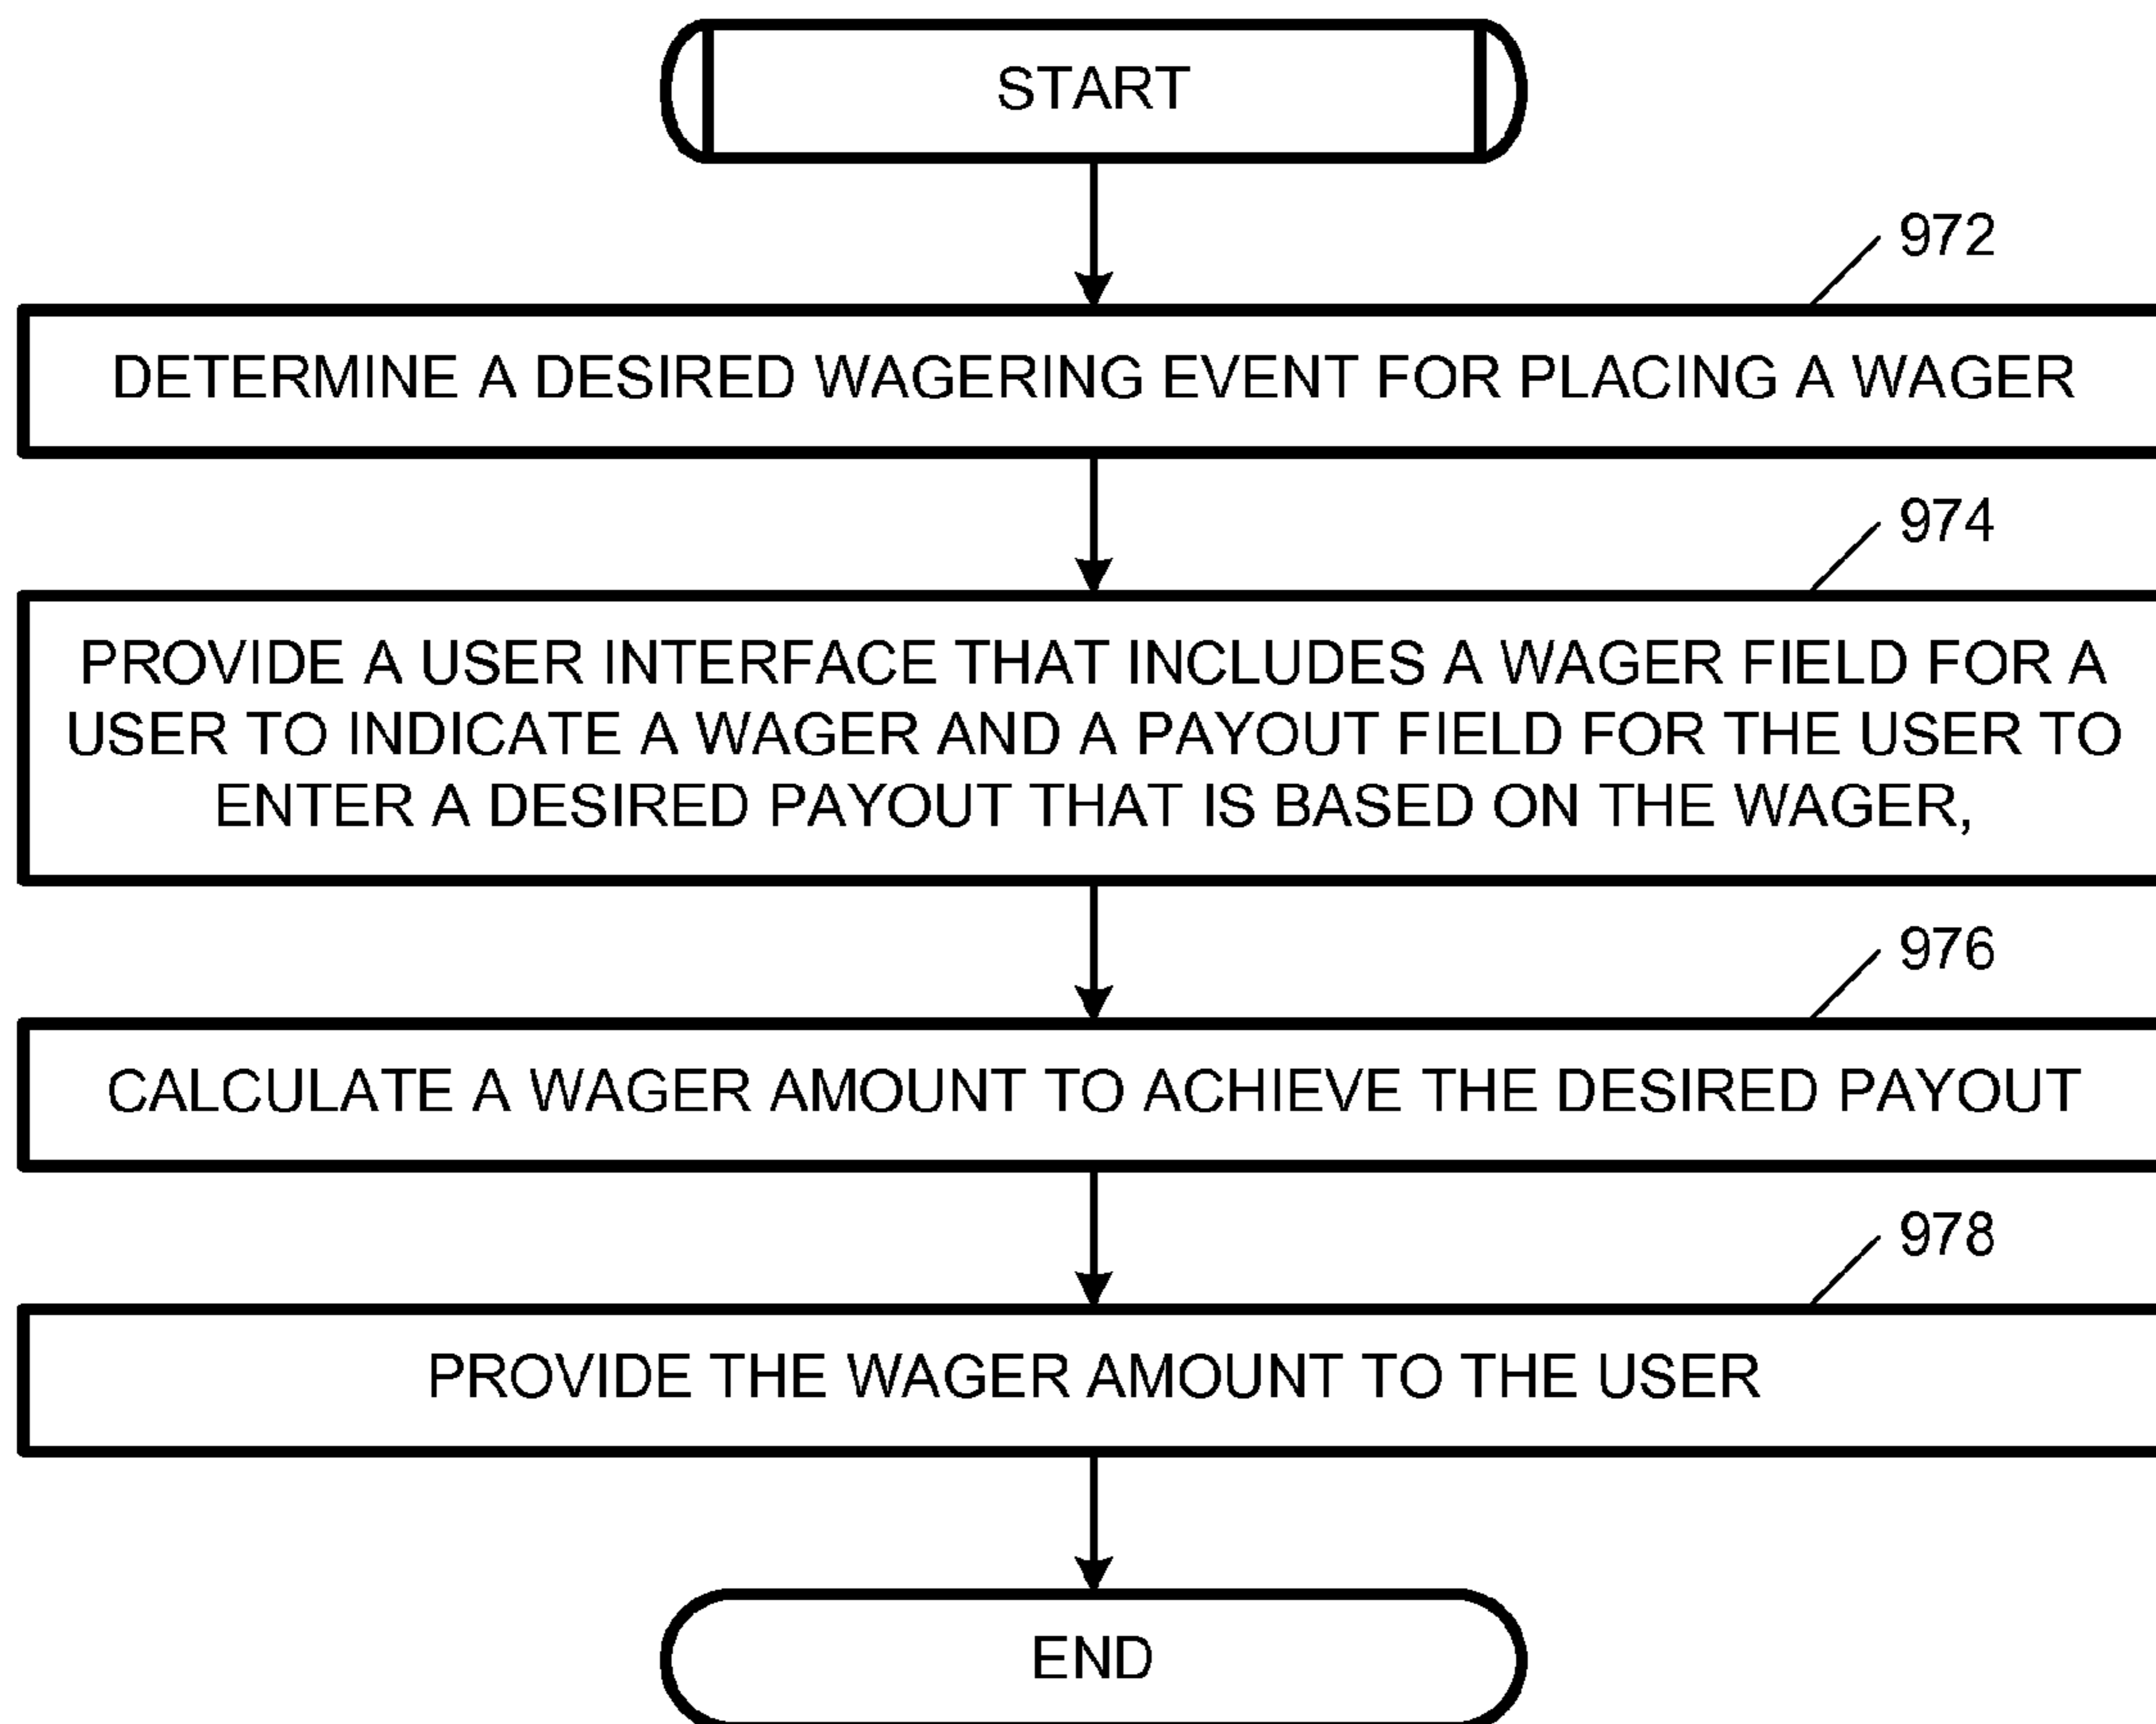 START
972
DETERMINE A DESIRED WAGERING EVENT FOR PLACING A WAGER
974
PROVIDE A USER INTERFACE THAT INCLUDES A WAGER FIELD FOR A
USER TO INDICATE A WAGER AND A PAYOUT FIELD FOR THE USER TO
ENTER A DESIRED PAYOUT THAT IS BASED ON THE WAGER,
976
CALCULATE A WAGER AMOUNT TO ACHIEVE THE DESIRED PAYOUT
978
PROVIDE THE WAGER AMOUNT TO THE USER
END